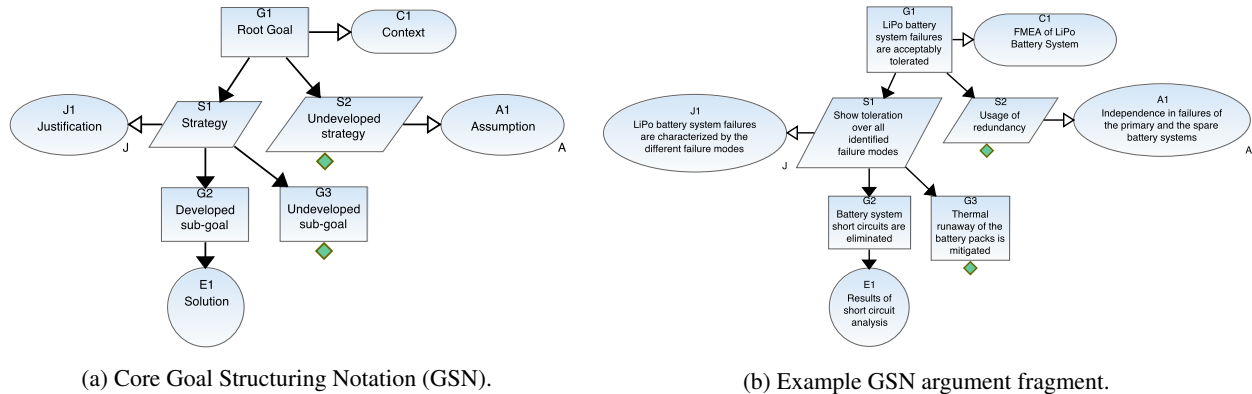 G1
Root Goal
C1
Context
J1
Justification
J
S1
Strategy
S2
Undeveloped
strategy
A1
Assumption
A
G2
Developed
sub-goal
G3
Undeveloped
sub-goal
E1
Solution
(a) Core Goal Structuring Notation (GSN).
G1
LiPo battery
system failures
are acceptably
tolerated
C1
FMEA of LiPo
Battery System
J1
LiPo battery system failures
are characterized by the
different failure modes
J
S1
Show toleration
over all
identified
failure modes
S2
Usage of
redundancy
A1
Independence in failures of
the primary and the spare
battery systems
A
G2
Battery system
short circuits are
eliminated
G3
Thermal
runaway of the
battery packs is
mitigated
E1
Results of
short circuit
analysis
(b) Example GSN argument fragment.